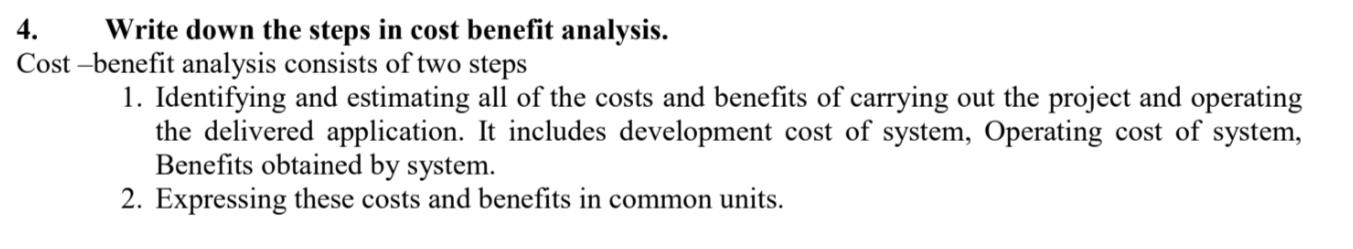 4. Write down the steps in cost benefit analysis.
Cost –benefit analysis consists of two steps
1. Identifying and estimating all of the costs and benefits of carrying out the project and operating
the delivered application. It includes development cost of system, Operating cost of system,
Benefits obtained by system.
2. Expressing these costs and benefits in common units.